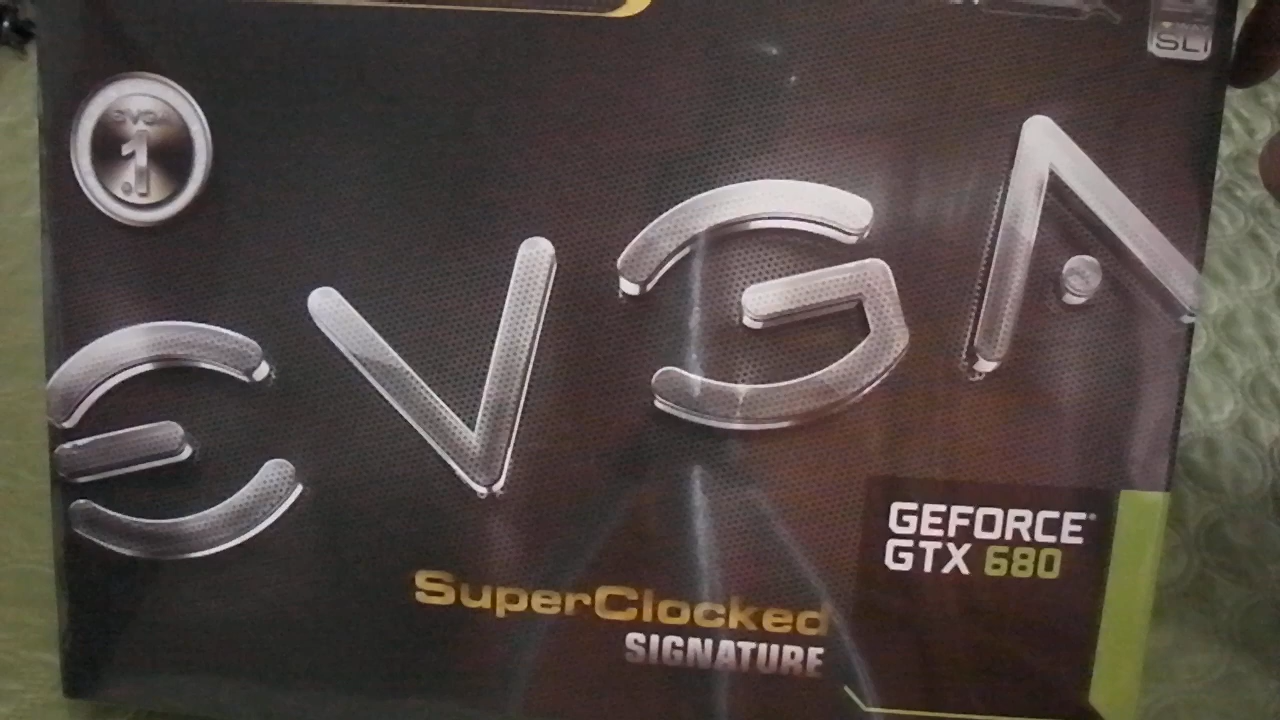 SLI
EVGA
.1
EVGA
GEFORCE
GTX 680
SuperClocked
SIGNATURE